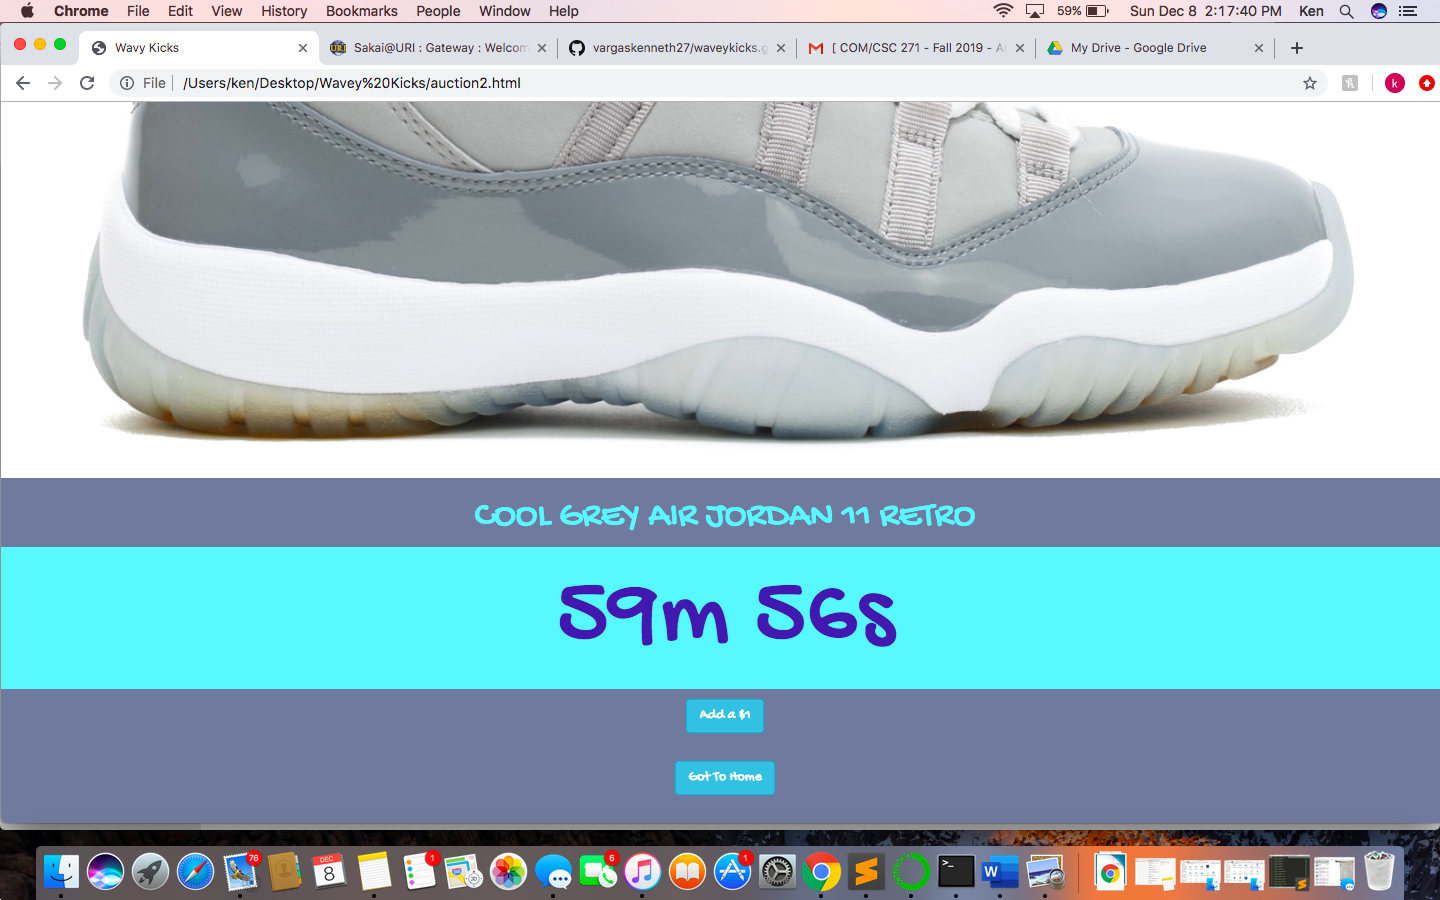 Chrome File Edit View History Bookmarks People Window Help 59% Sun Dec 8 2:17:40 PM Ken
Wavy Kicks Sakai@URI : Gateway : Welcom vargaskenneth27/waveykicks.g [ COM/CSC 271 - Fall 2019 - A My Drive - Google Drive
File /Users/ken/Desktop/Wavey%20Kicks/auction2.html k
COOL GREY AIR JORDAN 11 RETRO
59m 56s
Add a $1
Got To Home
76 DEC 8 1 6 1 W